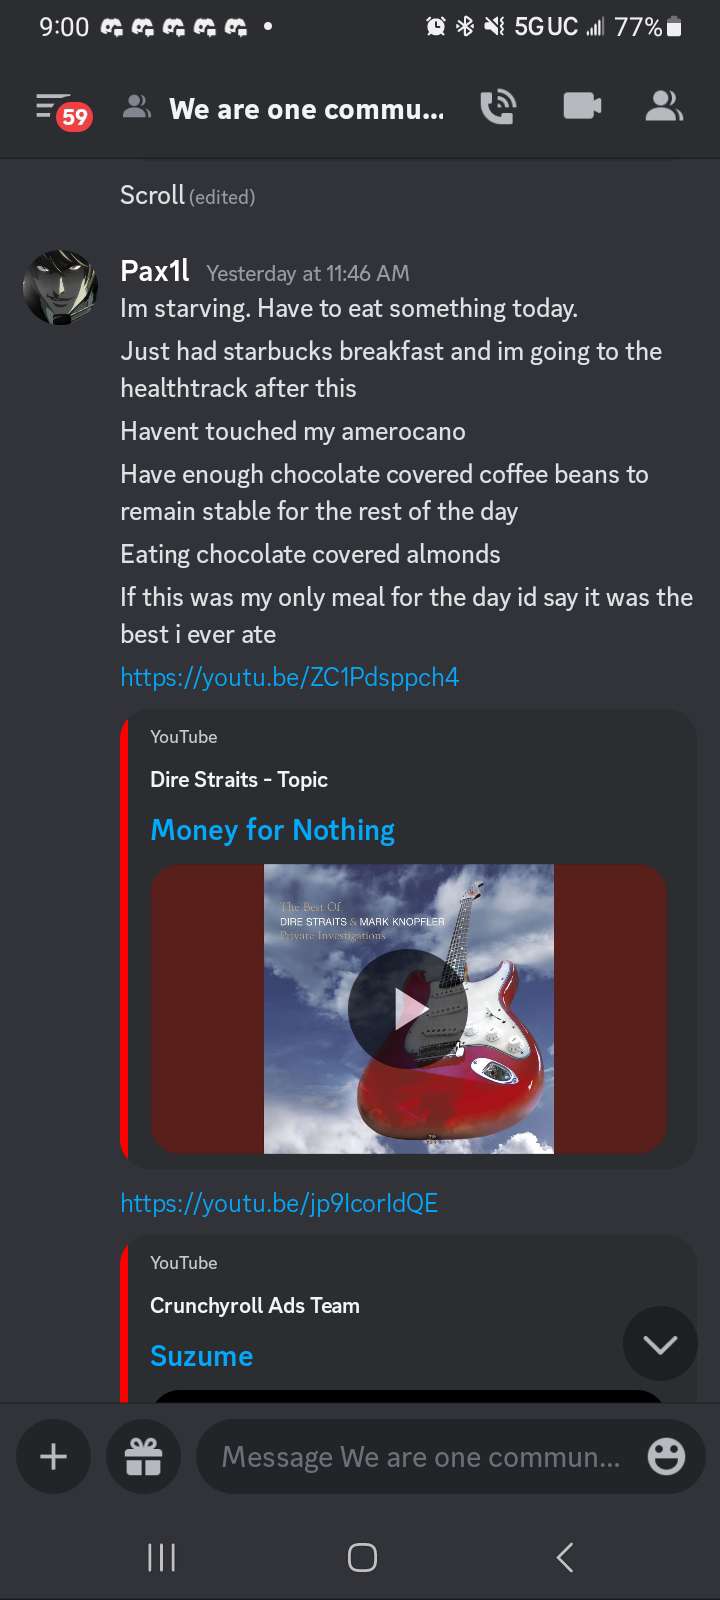 9:00
5G UC 77%
59
We are one commu...
Scroll (edited)
Pax1l Yesterday at 11:46 AM
Im starving. Have to eat something today.
Just had starbucks breakfast and im going to the
healthtrack after this
Havent touched my amerocano
Have enough chocolate covered coffee beans to
remain stable for the rest of the day
Eating chocolate covered almonds
If this was my only meal for the day id say it was the
best i ever ate
https://youtu.be/ZC1Pdsppch4
YouTube
Dire Straits - Topic
Money for Nothing
The Best Of
DIRE STRAITS & MARK KNOPFLER
Private Investigations
https://youtu.be/jp9IcorIdQE
YouTube
Crunchyroll Ads Team
Suzume
Message We are one commun...